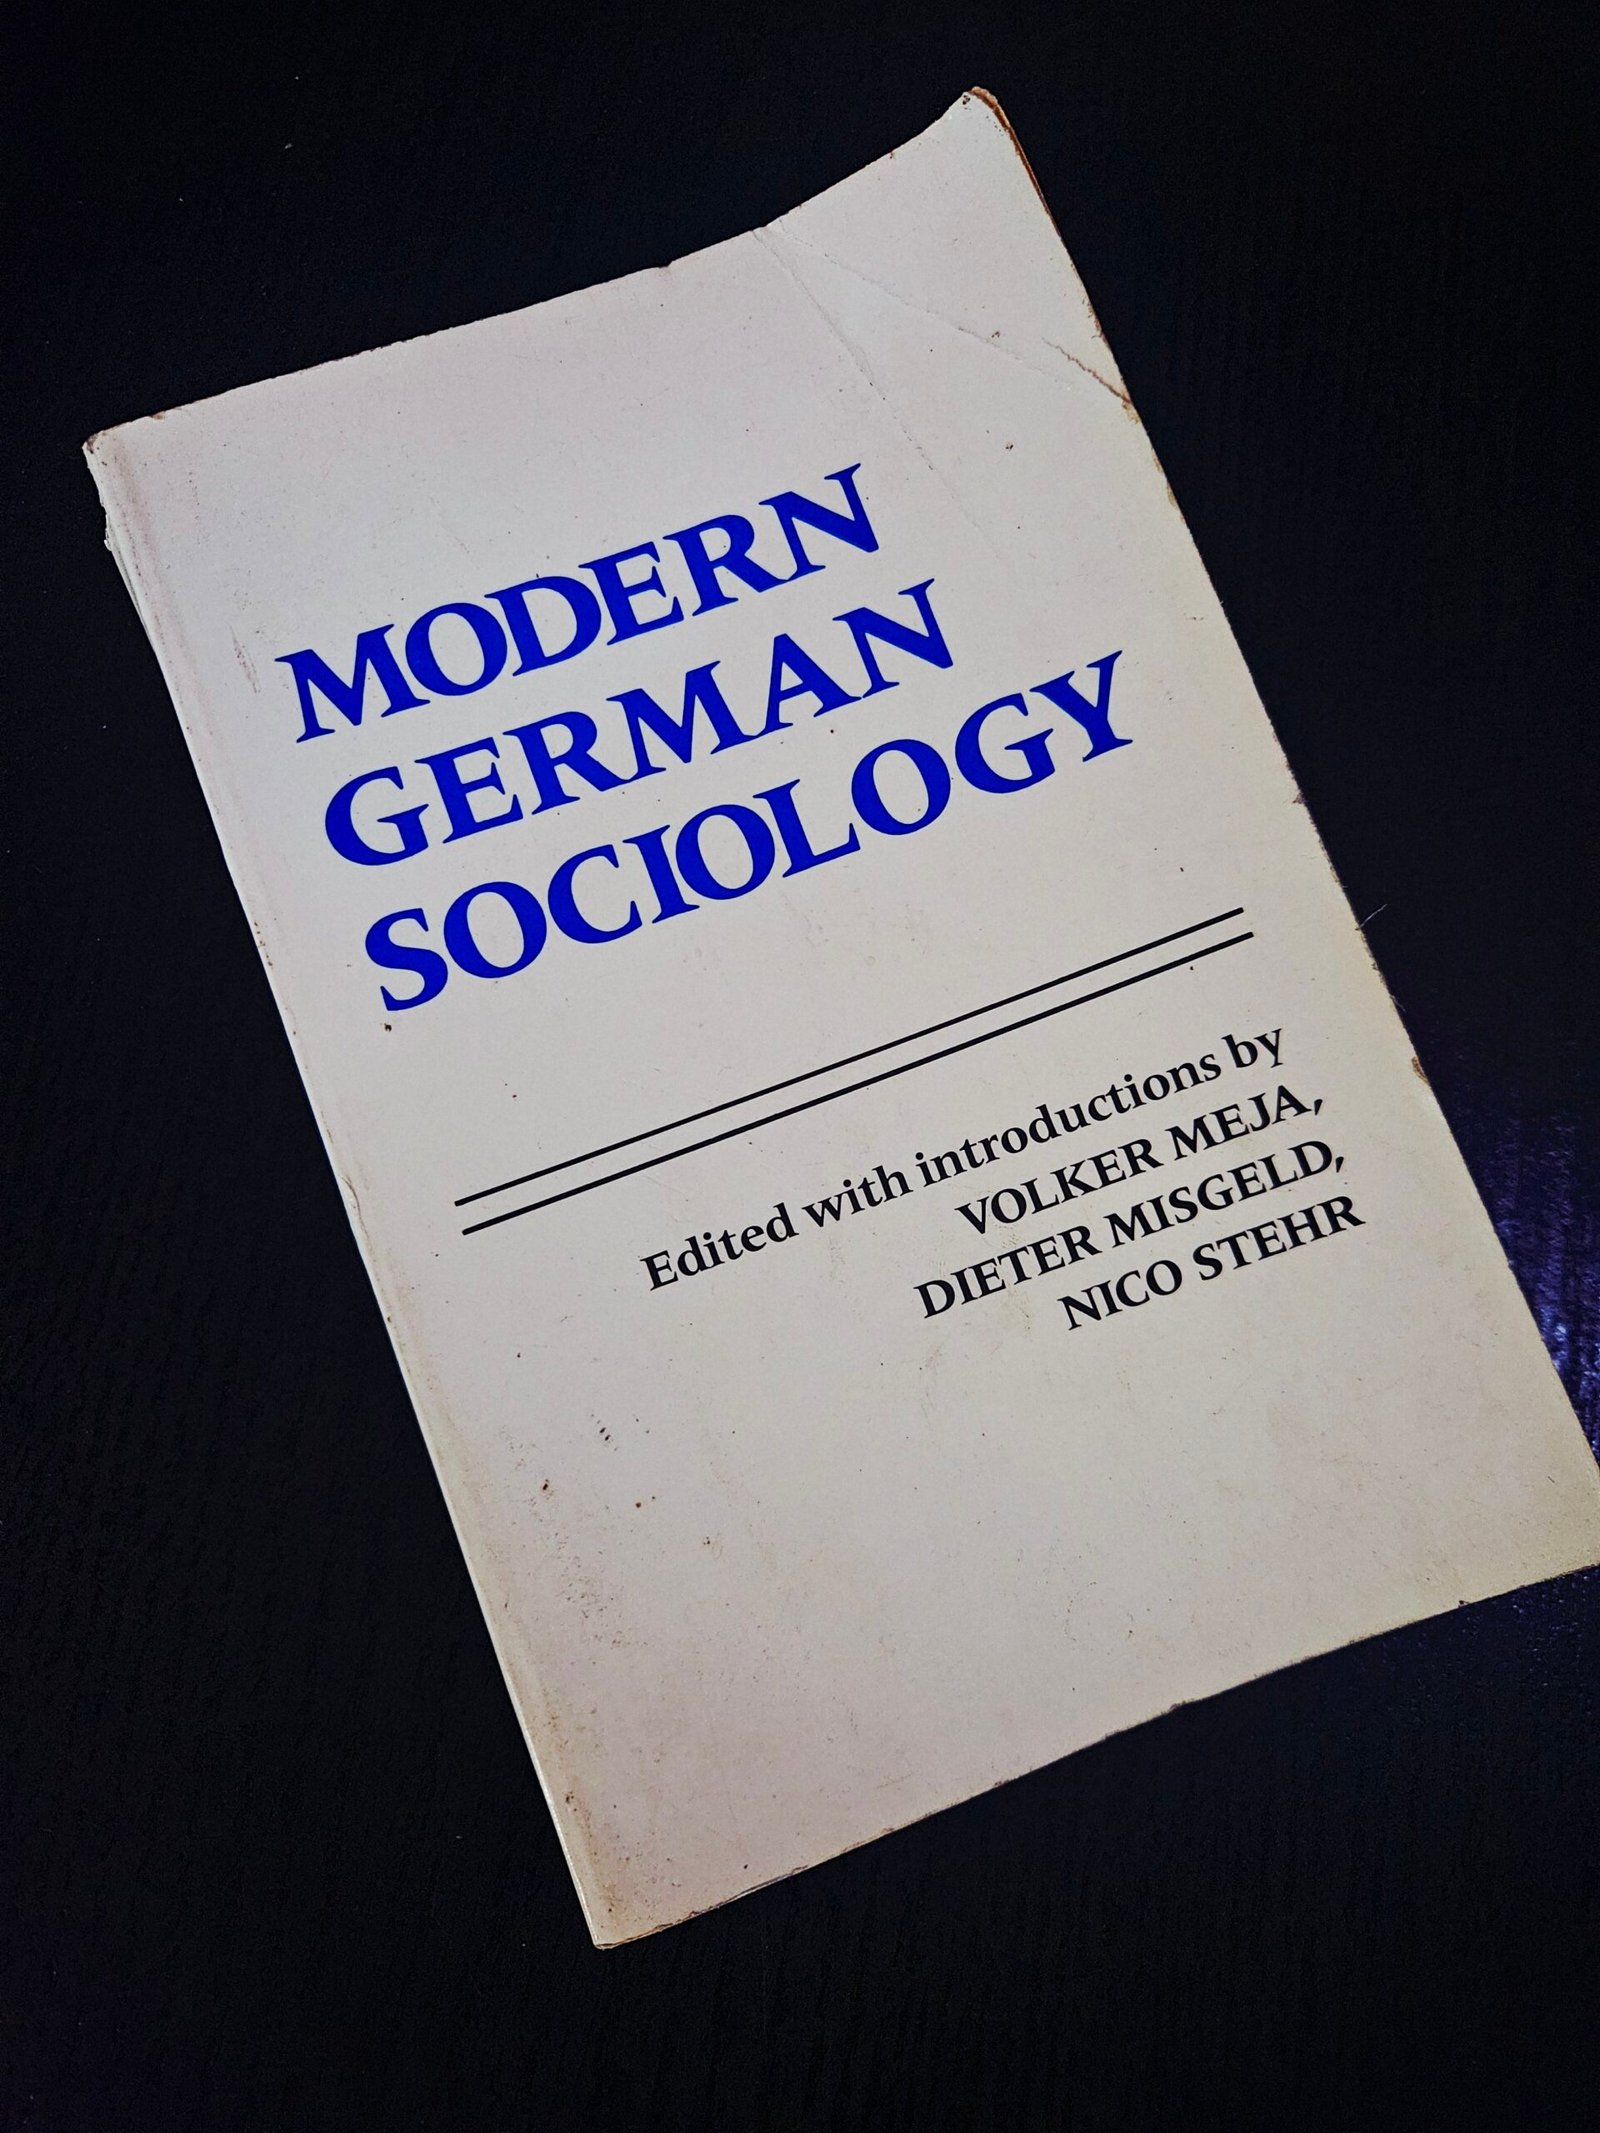 MODERN
GERMAN
SOCIOLOGY
Edited with introductions by
VOLKER MEJA,
DIETER MISGELD,
NICO STEHR